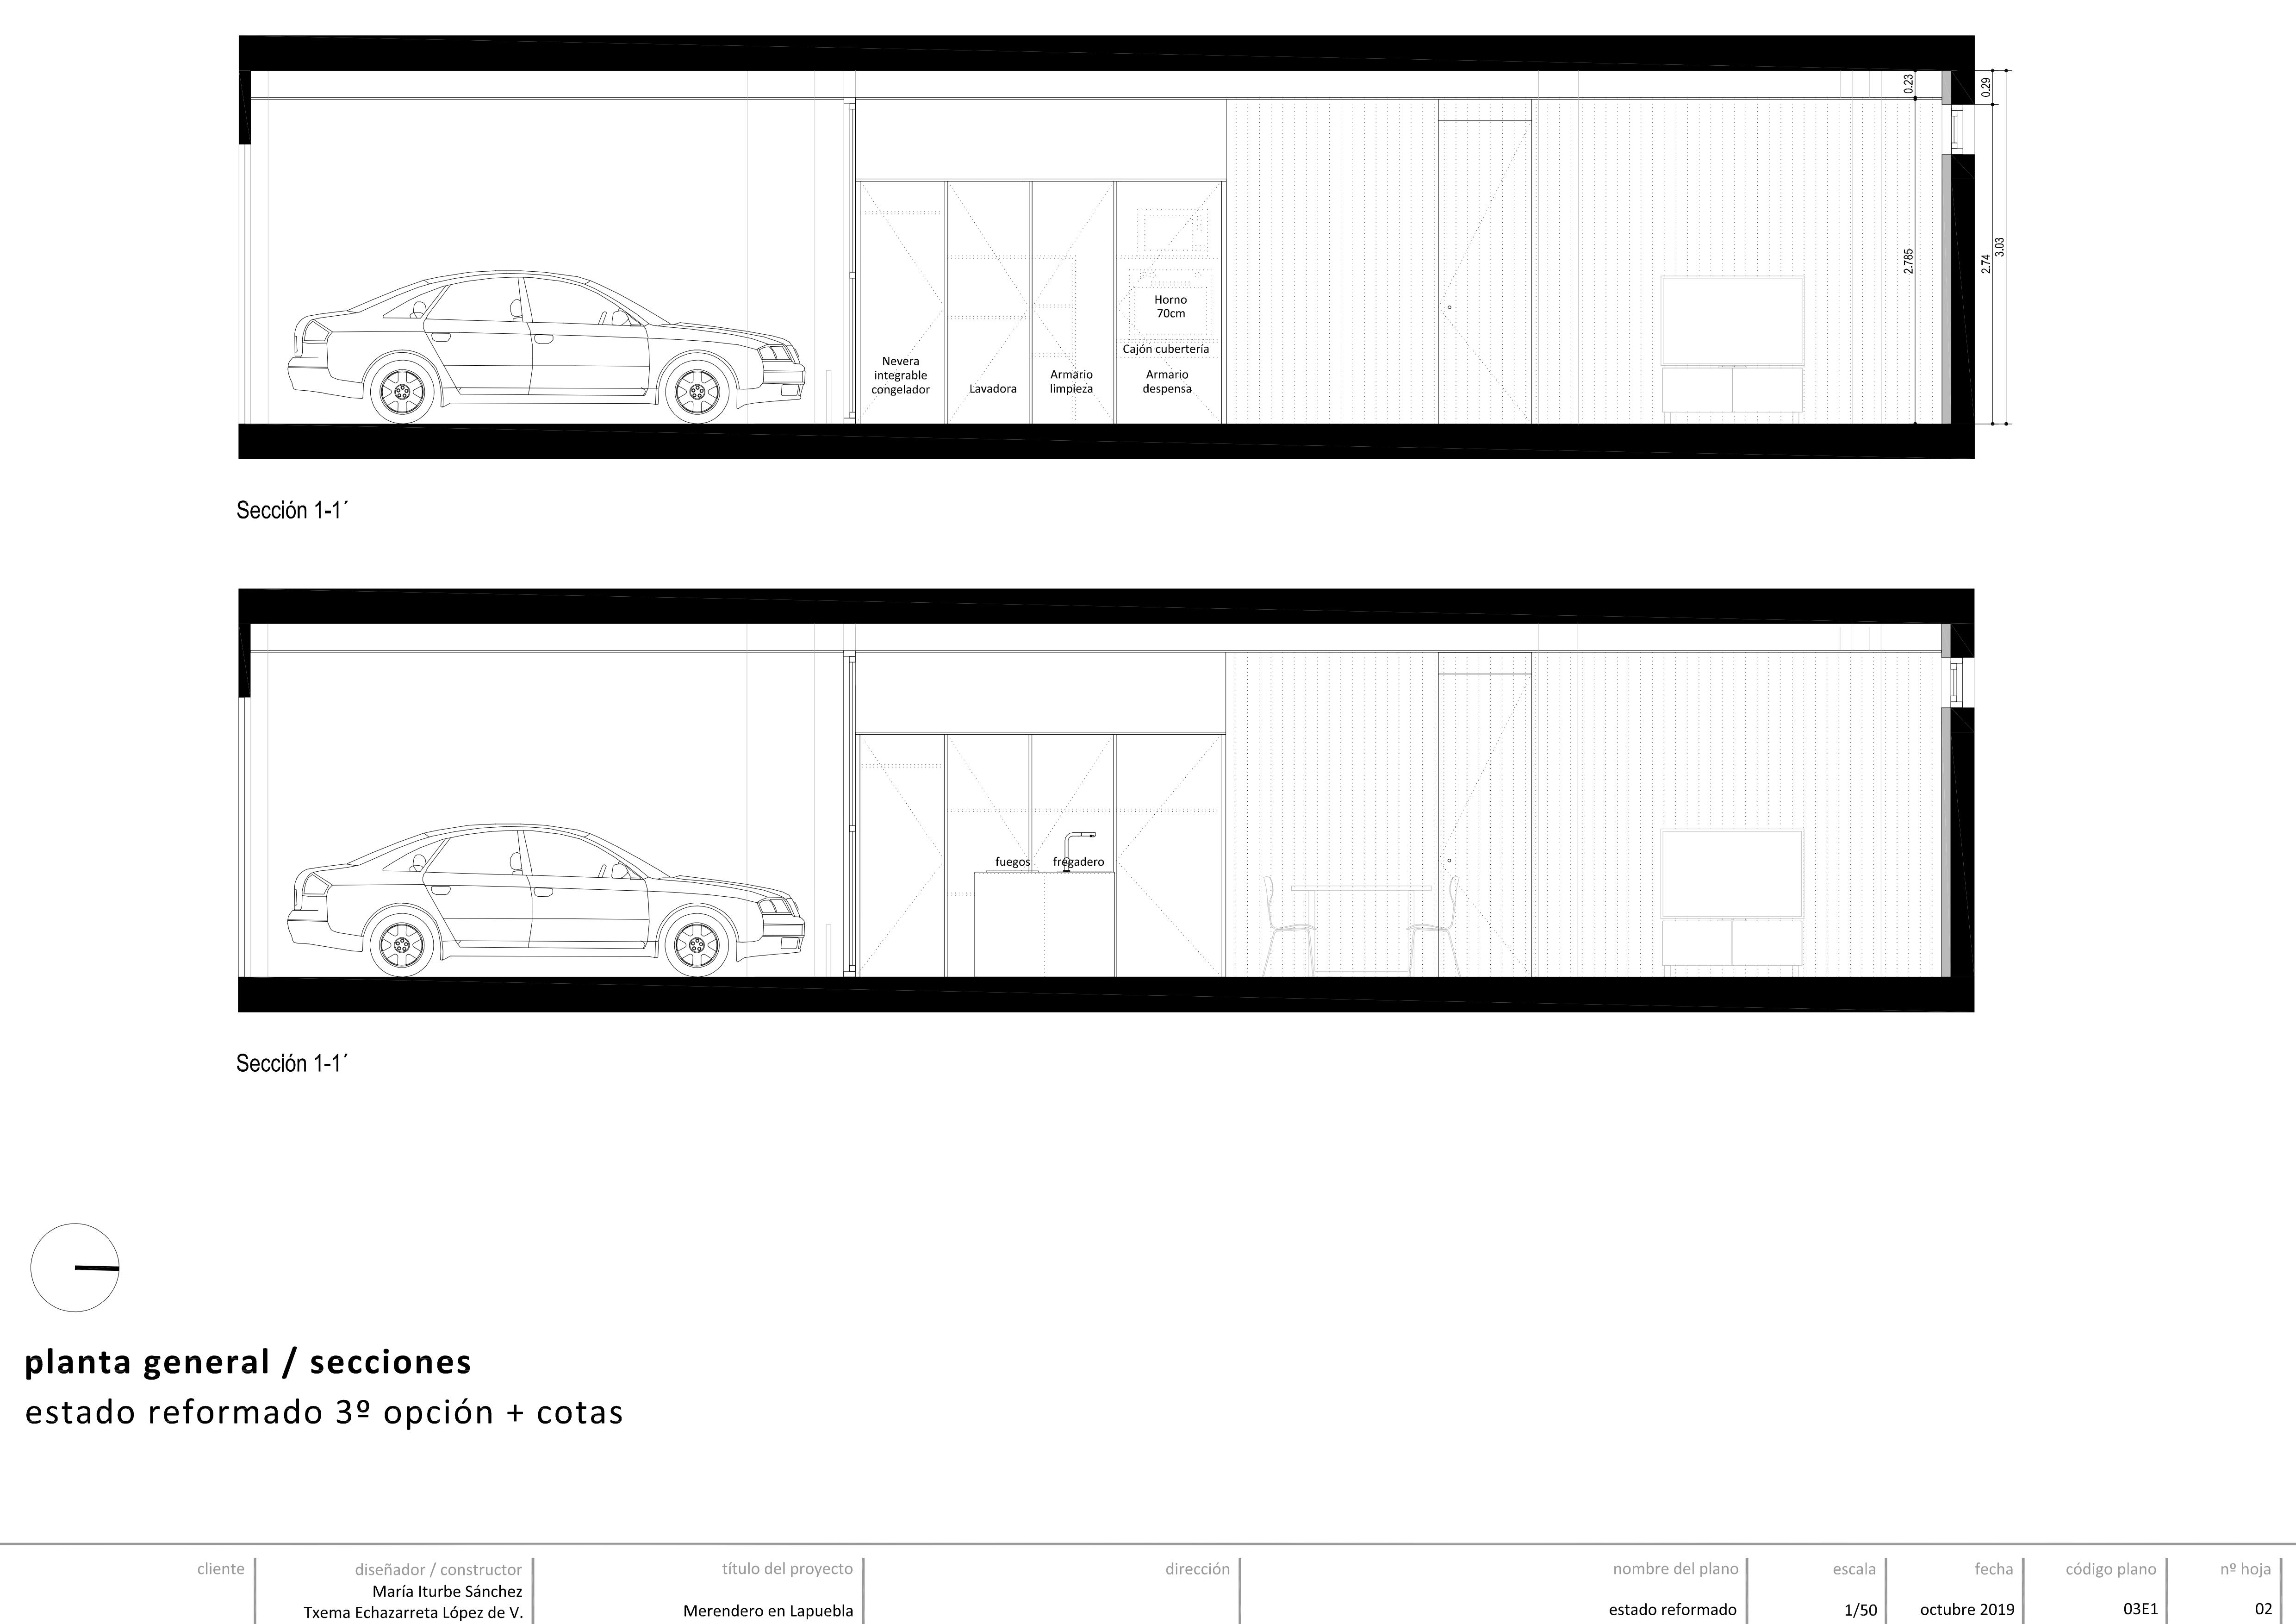 0.23
0.29
2.785
2.74
3.03
Horno
70cm
Cajón cubertería
Nevera
integrable
congelador
Lavadora
Armario
limpieza
Armario
despensa
Sección 1-1´
fuegos
fregadero
Sección 1-1´
planta general / secciones
estado reformado 3º opción + cotas
cliente
diseñador / constructor
María Iturbe Sánchez
Txema Echazarreta López de V.
título del proyecto
Merendero en Lapuebla
dirección
nombre del plano
estado reformado
escala
1/50
fecha
octubre 2019
código plano
03E1
nº hoja
02